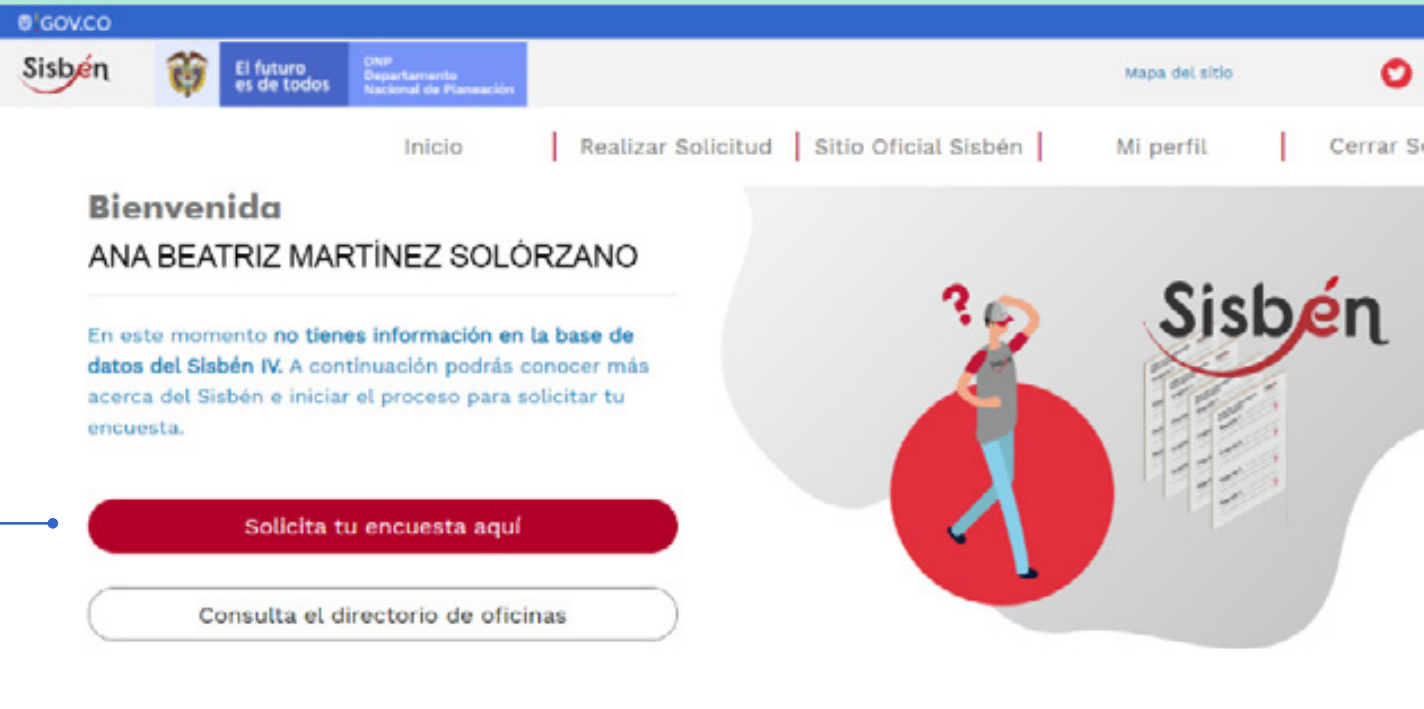 GOV.CO
Sisbén
El futuro
es de todos
DNP
Departamento
Nacional de Planeación
Mapa del sitio
Inicio
Realizar Solicitud
Sitio Oficial Sisbén
Mi perfil
Cerrar S
Bienvenida
ANA BEATRIZ MARTÍNEZ SOLÓRZANO
En este momento no tienes información en la base de
datos del Sisbén IV. A continuación podrás conocer más
acerca del Sisbén e iniciar el proceso para solicitar tu
encuesta.
Solicita tu encuesta aquí
Consulta el directorio de oficinas
?
Sisbén